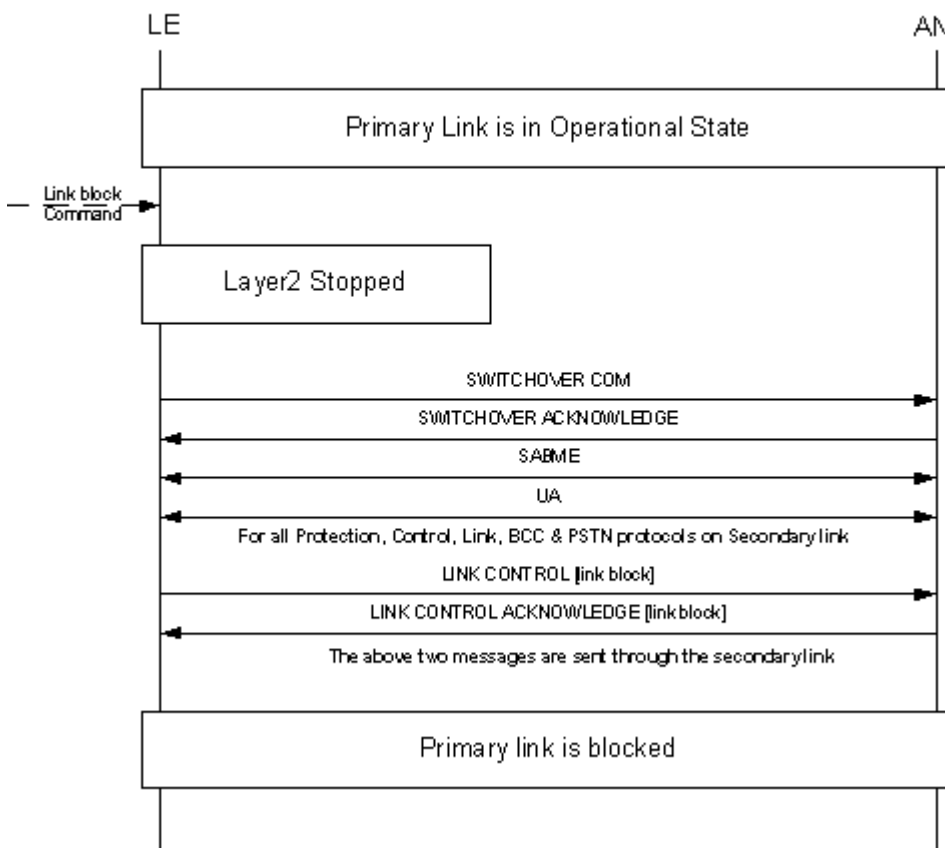 LE
AN
Primary Link is in Operational State
Link block
Command
Layer2 Stopped
SWITCHOVER COM
SWITCHOVER ACKNOWLEDGE
SABME
UA
For all Protection, Control, Link, BCC & PSTN protocols on Secondary link
LINK CONTROL [link block]
LINK CONTROL ACKNOWLEDGE [link block]
The above two messages are sent through the secondary link
Primary link is blocked